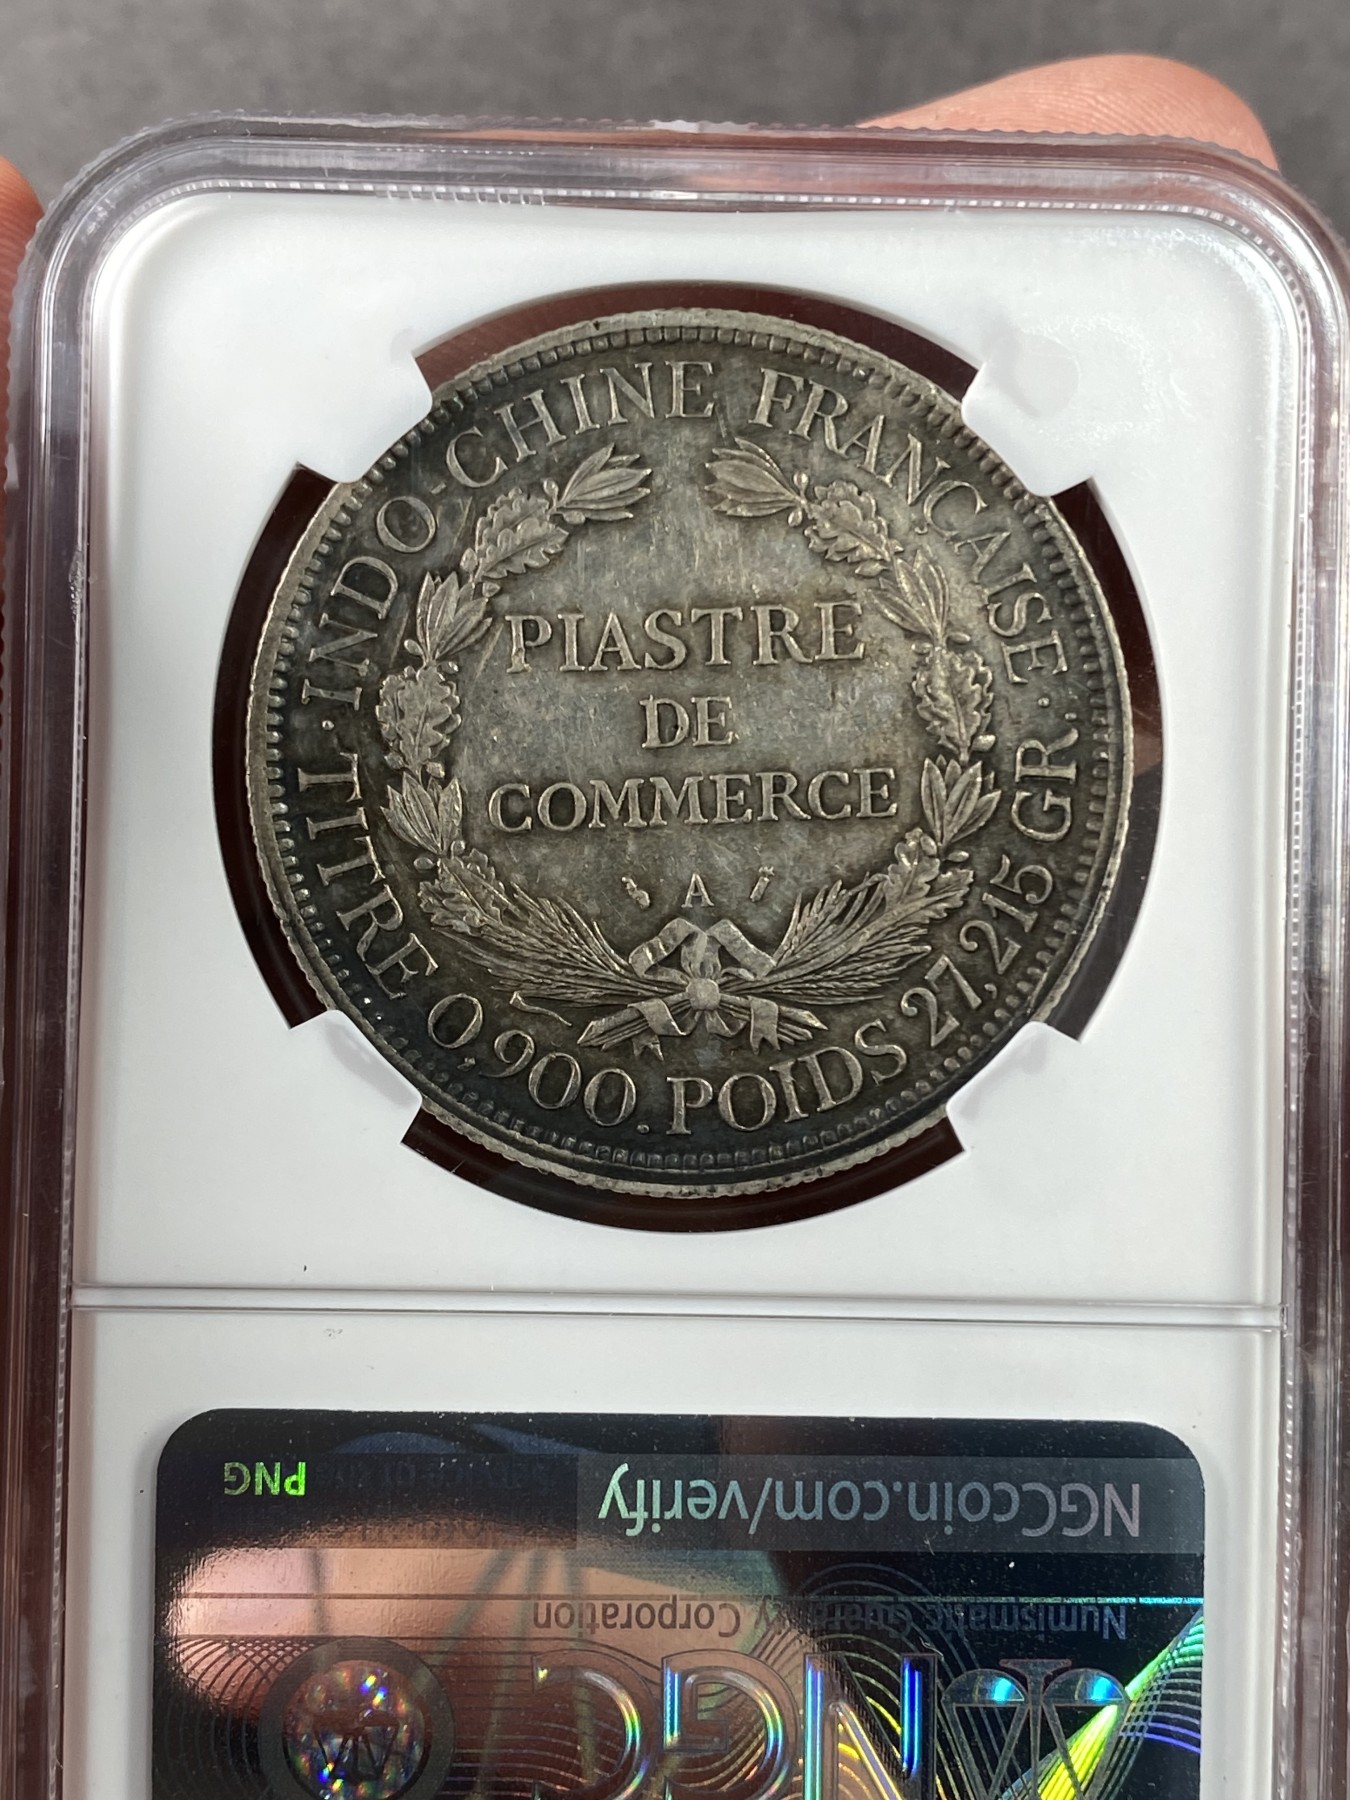 INDO-CHINE FRANÇAISE.
TITRE 0,900. POIDS 27,215 GR.
PIASTRE
DE
COMMERCE
A
PNG
NGCcoin.com/verify
Numismatic Guaranty Corporation
NGC